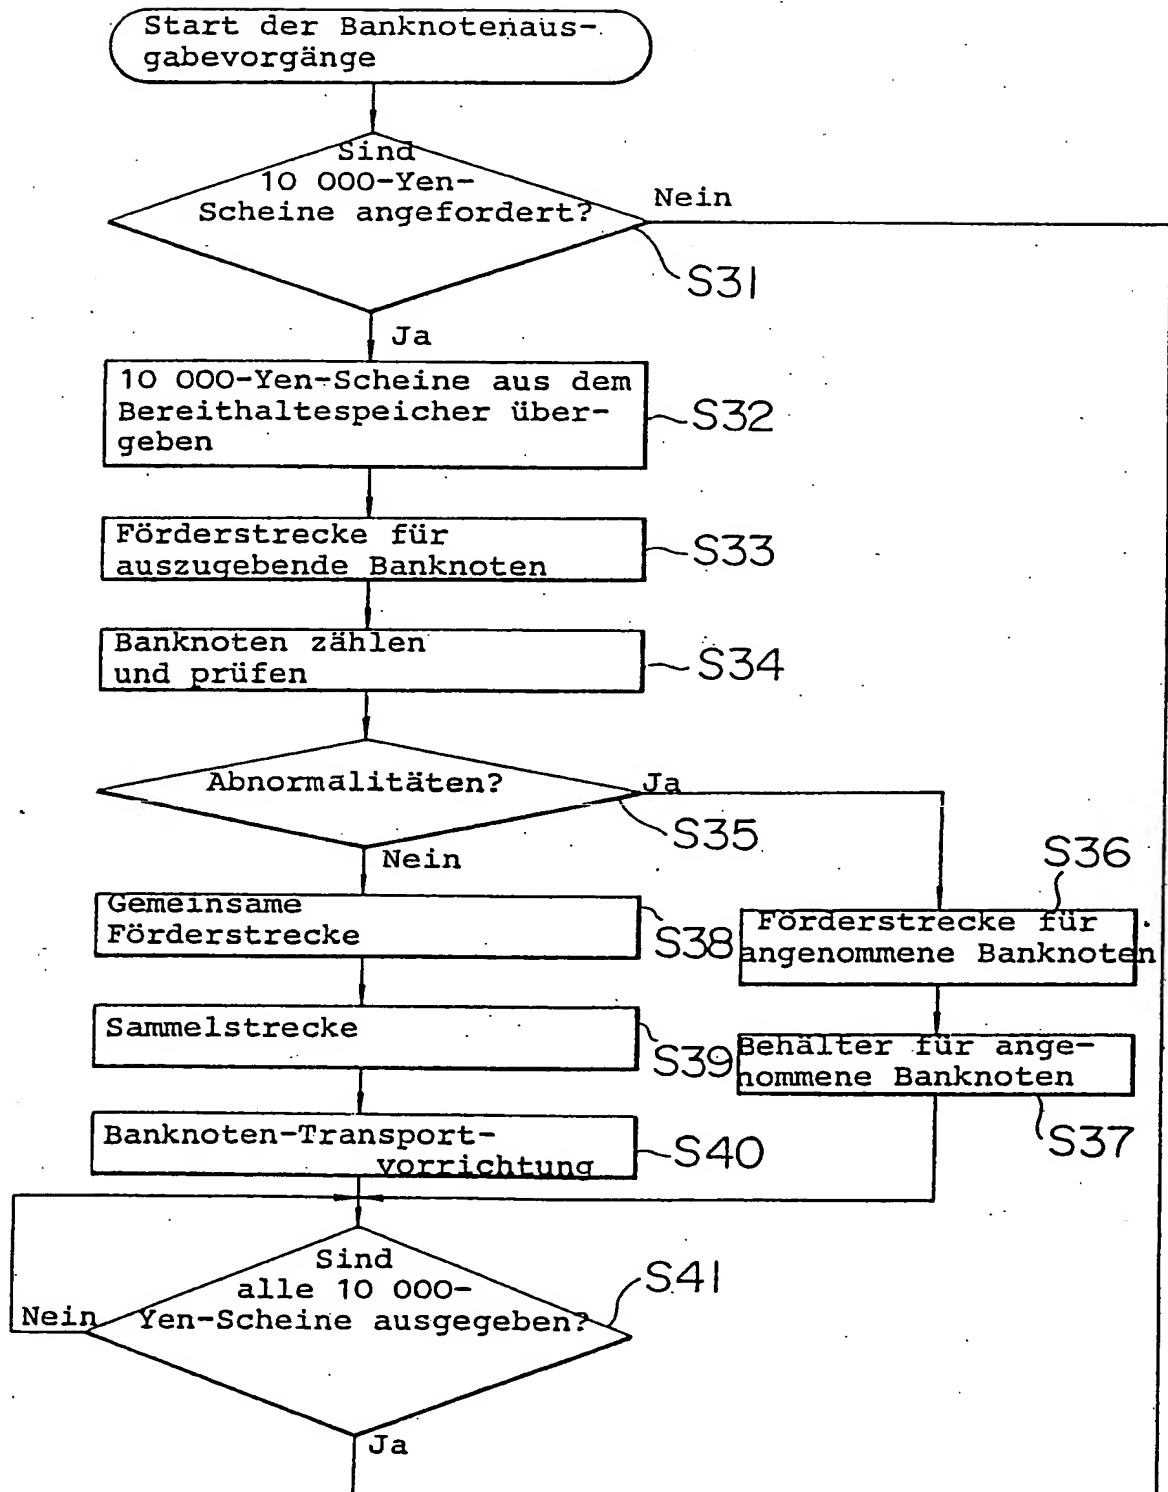 Start der Banknotenaus-
gabevorgänge
Sind
10 000-Yen-
Scheine angefordert?
Nein
S31
Ja
10 000-Yen-Scheine aus dem
Bereithaltespeicher über-
geben
S32
Förderstrecke für
auszugebende Banknoten
S33
Banknoten zählen
und prüfen
S34
Abnormalitäten?
Ja
S35
Nein
S36
Gemeinsame
Förderstrecke
S38
Förderstrecke für
angenommene Banknoten
Sammelstrecke
S39
Behälter für ange-
nommene Banknoten
S37
Banknoten-Transport-
vorrichtung
S40
Sind
alle 10 000-
Yen-Scheine ausgegeben?
S41
Nein
Ja